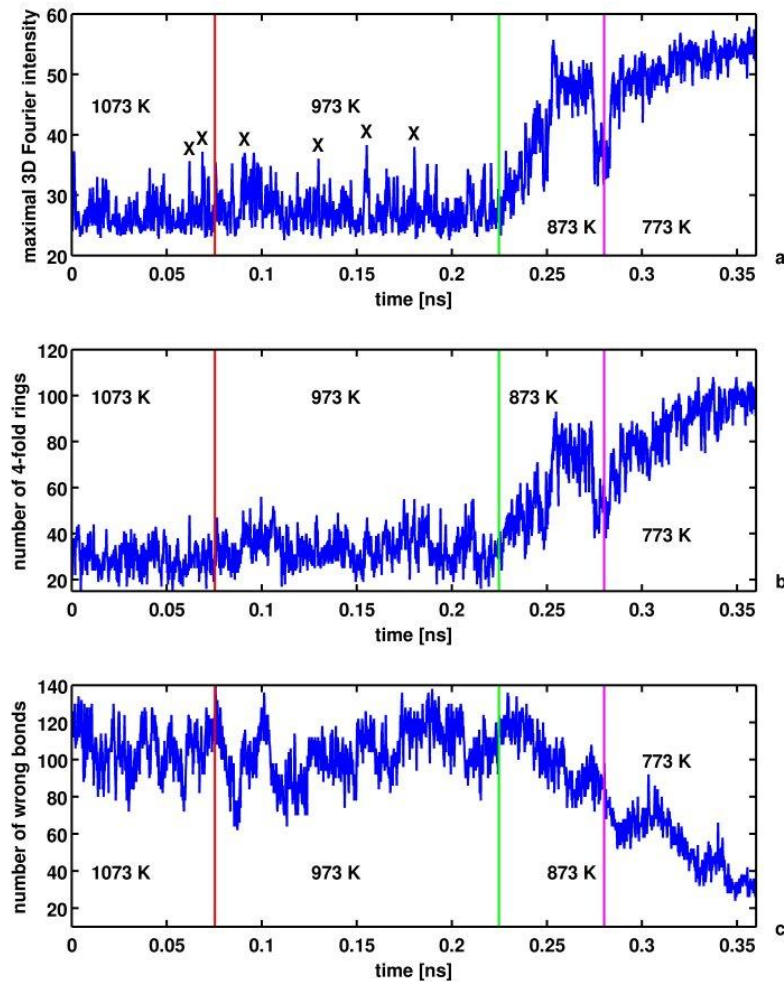 60
50
40
30
20
maximal 3D Fourier intensity
1073 K
973 K
X
X
X
X
X
X
873 K
773 K
0
0.05
0.1
0.15
0.2
0.25
0.3
0.35
time [ns]
a
120
100
80
60
40
20
number of 4-fold rings
1073 K
973 K
873 K
773 K
0
0.05
0.1
0.15
0.2
0.25
0.3
0.35
time [ns]
b
140
120
100
80
60
40
20
number of wrong bonds
773 K
1073 K
973 K
873 K
0
0.05
0.1
0.15
0.2
0.25
0.3
0.35
time [ns]
c